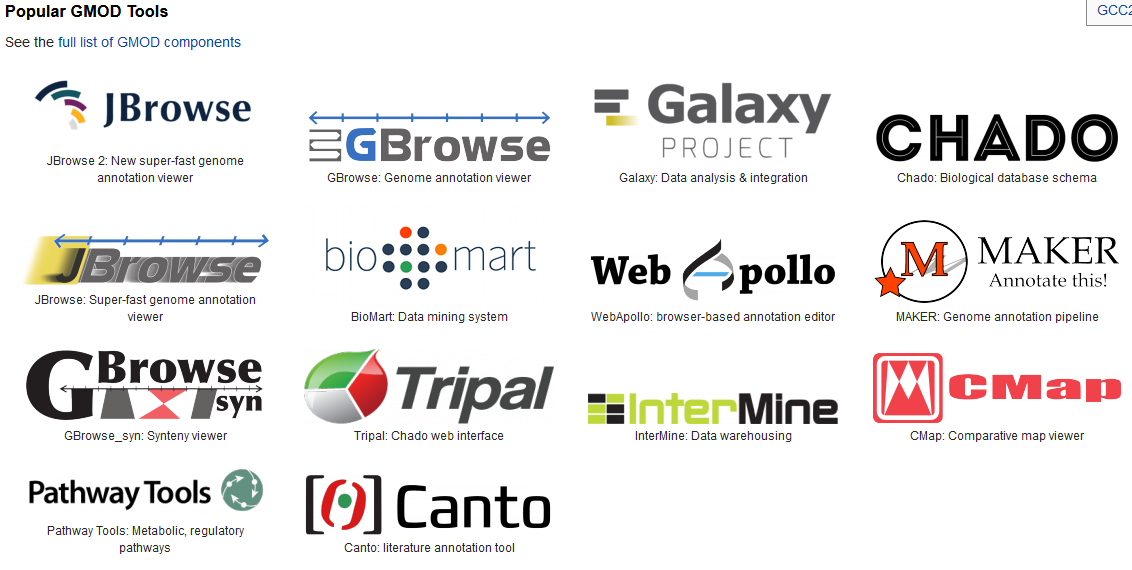 Popular GMOD Tools
GCC2
See the full list of GMOD components
JBrowse
JBrowse 2: New super-fast genome
annotation viewer
GBrowse
GBrowse: Genome annotation viewer
Galaxy
PROJECT
Galaxy: Data analysis & integration
CHADO
Chado: Biological database schema
JBrowse
JBrowse: Super-fast genome annotation
viewer
bio mart
BioMart: Data mining system
Web Apollo
WebApollo: browser-based annotation editor
M
MAKER
Annotate this!
MAKER: Genome annotation pipeline
GBrowse
syn
GBrowse_syn: Synteny viewer
Tripal
Tripal: Chado web interface
InterMine
InterMine: Data warehousing
CMap
CMap: Comparative map viewer
Pathway Tools
Pathway Tools: Metabolic, regulatory
pathways
Canto
Canto: literature annotation tool